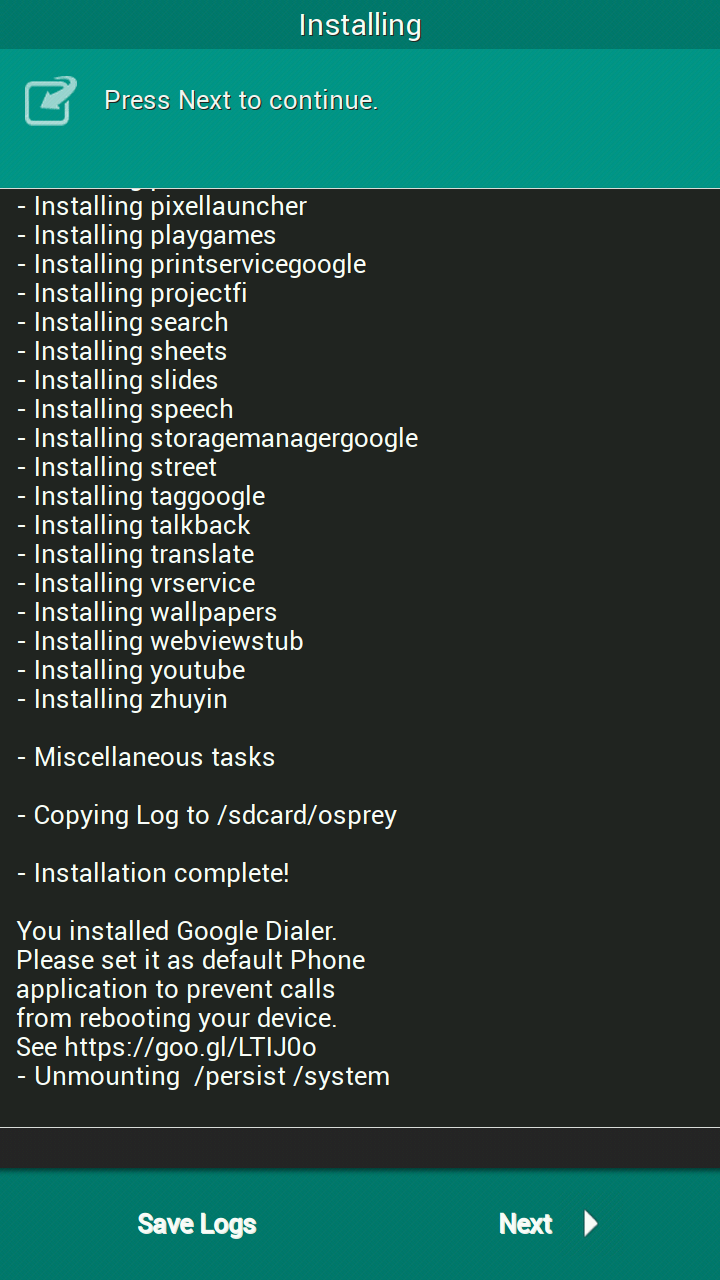 Installing
Press Next to continue.
- Installing pixellauncher
- Installing playgames
- Installing printservicegoogle
- Installing projectfi
- Installing search
- Installing sheets
- Installing slides
- Installing speech
- Installing storagemanagergoogle
- Installing street
- Installing taggoogle
- Installing talkback
- Installing translate
- Installing vrservice
- Installing wallpapers
- Installing webviewstub
- Installing youtube
- Installing zhuyin
- Miscellaneous tasks
- Copying Log to /sdcard/osprey
- Installation complete!
You installed Google Dialer.
Please set it as default Phone
application to prevent calls
from rebooting your device.
See https://goo.gl/LTIJ0o
- Unmounting  /persist /system
Save Logs
Next